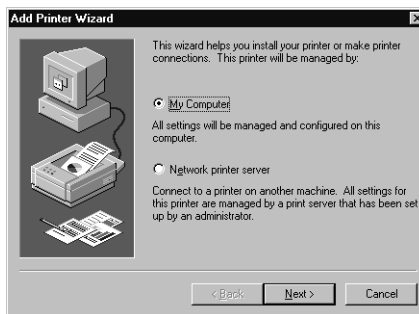 Add Printer Wizard
This wizard helps you install your printer or make printer
connections. This printer will be managed by:
My Computer
All settings will be managed and configured on this
computer.
Network printer server
Connect to a printer on another machine. All settings for
this printer are managed by a print server that has been set
up by an administrator.
< Back Next > Cancel